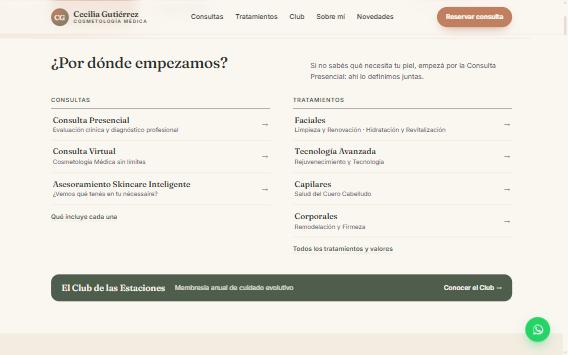 CG
Cecilia Gutiérrez
COSMETOLOGÍA MÉDICA
Consultas
Tratamientos
Club
Sobre mí
Novedades
Reservar consulta
¿Por dónde empezamos?
Si no sabés qué necesita tu piel, empezá por la Consulta
Presencial: ahí lo definimos juntas.
CONSULTAS
Consulta Presencial
Evaluación clínica y diagnóstico profesional
→
Consulta Virtual
Cosmetología Médica sin límites
→
Asesoramiento Skincare Inteligente
¿Vemos qué tenés en tu nécessaire?
→
Qué incluye cada una
TRATAMIENTOS
Faciales
Limpieza y Renovación · Hidratación y Revitalización
→
Tecnología Avanzada
Rejuvenecimiento y Tecnología
→
Capilares
Salud del Cuero Cabelludo
→
Corporales
Remodelación y Firmeza
→
Todos los tratamientos y valores
El Club de las Estaciones
Membresía anual de cuidado evolutivo
Conocer el Club →